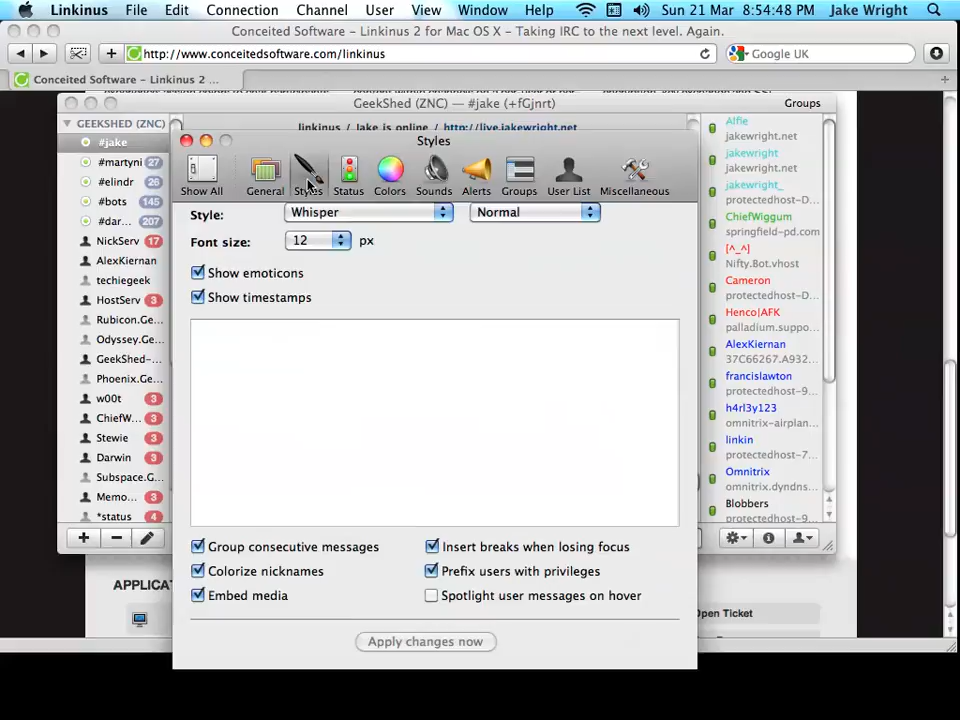 Linkinus File Edit Connection Channel User View Window Help Sun 21 Mar 8:54:48 PM Jake Wright
Conceited Software – Linkinus 2 for Mac OS X – Taking IRC to the next level. Again.
http://www.conceitedsoftware.com/linkinus
Google UK
Conceited Software – Linkinus 2 ...
GeekShed (ZNC) — #jake (+fGjnrt)
Groups
GEEKSHED (ZNC)
#jake
#martyni 27
#elindr 26
#bots 145
#dar... 207
NickServ 17
AlexKiernan
techiegeek
HostServ 3
Rubicon.Ge...
Odyssey.Ge...
GeekShed-...
Phoenix.Ge...
w00t 3
ChiefW... 3
Stewie 3
Darwin 3
Subspace.G...
Memo... 3
*status 4
linkinus / Jake is online / http://live.jakewright.net
Styles
Show All
General
Styles
Status
Colors
Sounds
Alerts
Groups
User List
Miscellaneous
Style: Whisper Normal
Font size: 12 px
Show emoticons
Show timestamps
Group consecutive messages
Colorize nicknames
Embed media
Insert breaks when losing focus
Prefix users with privileges
Spotlight user messages on hover
Apply changes now
Alfie
jakewright.net
jakewright
protectedhost-D...
jakewright_
protectedhost-D...
ChiefWiggum
springfield-pd.com
[^_^]
Nifty.Bot.vhost
Cameron
protectedhost-D...
Henco|AFK
palladium.suppo...
AlexKiernan
37C66267.A932...
francislawton
protectedhost-9...
h4rl3y123
omnitrix-airplan...
linkin
protectedhost-7...
Omnitrix
omnitrix.dyndns...
Blobbers
protectedhost-9...
APPLICAT
Open Ticket